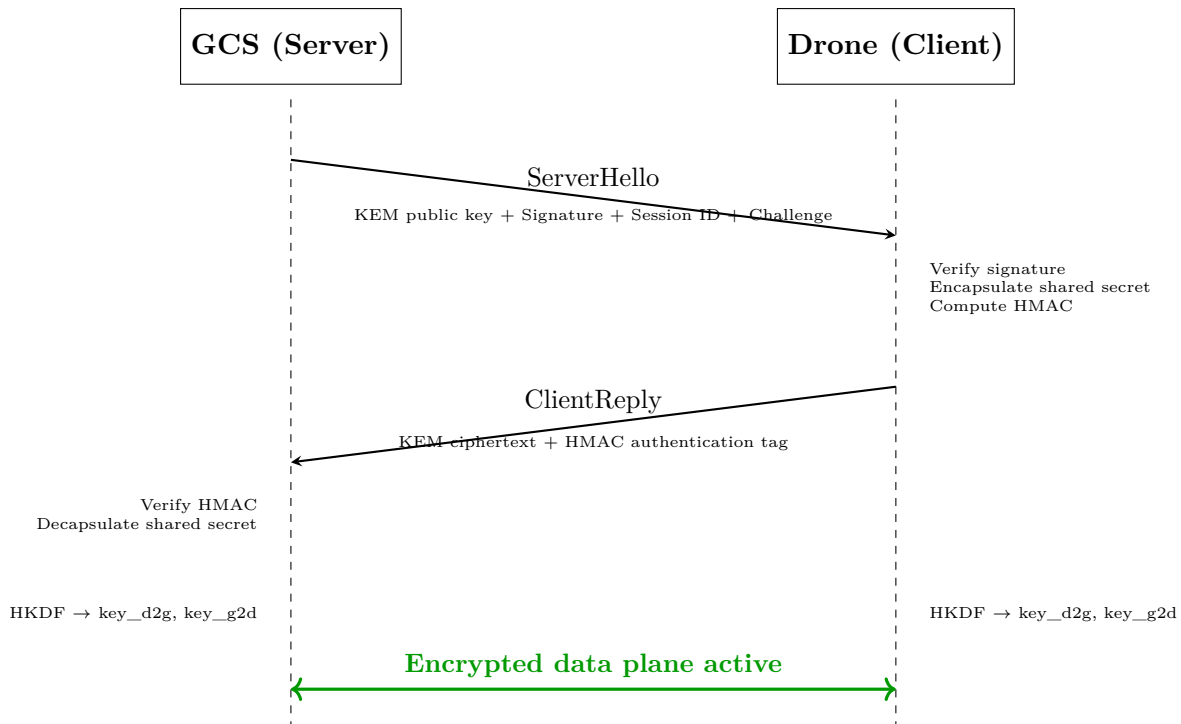 GCS (Server)
Drone (Client)
ServerHello
KEM public key + Signature + Session ID + Challenge
Verify signature
Encapsulate shared secret
Compute HMAC
ClientReply
KEM ciphertext + HMAC authentication tag
Verify HMAC
Decapsulate shared secret
HKDF → key_d2g, key_g2d
HKDF → key_d2g, key_g2d
Encrypted data plane active